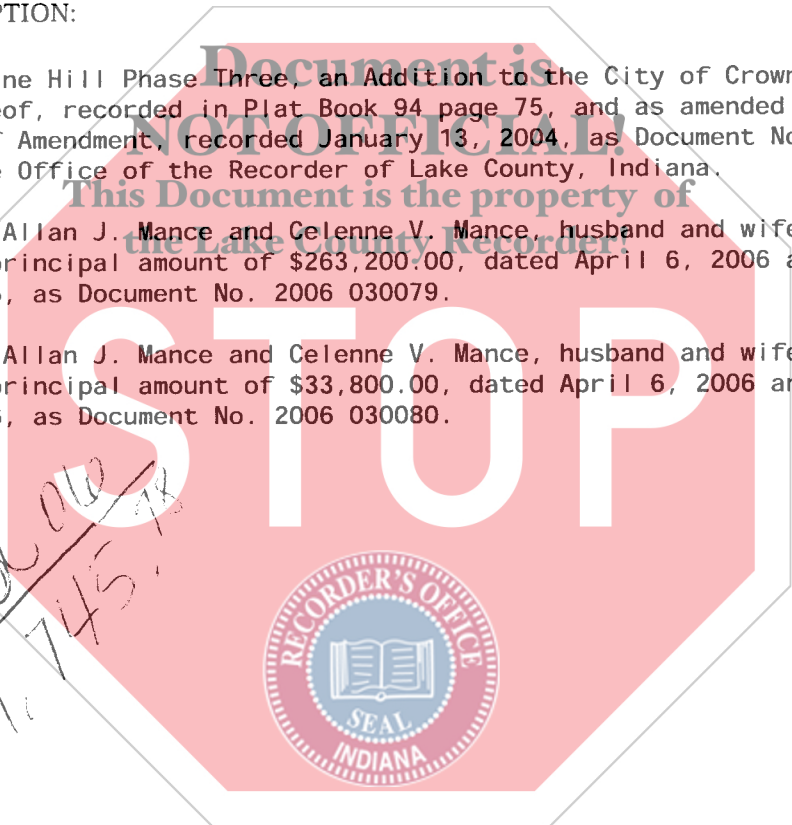 PTION:
Document is
ne Hill Phase Three, an Addition to the City of Crown
eof, recorded in Plat Book 94 page 75, and as amended
NOT OFFICIAL!
f Amendment, recorded January 13, 2004, as Document No
e Office of the Recorder of Lake County, Indiana.
This Document is the property of
Allan J. Mance and Celenne V. Mance, husband and wife
the Lake County Recorder!
principal amount of $263,200.00, dated April 6, 2006 a
, as Document No. 2006 030079.
Allan J. Mance and Celenne V. Mance, husband and wife
principal amount of $33,800.00, dated April 6, 2006 an
, as Document No. 2006 030080.
STOP
745.
RECORDER'S OFFICE
SEAL
INDIANA